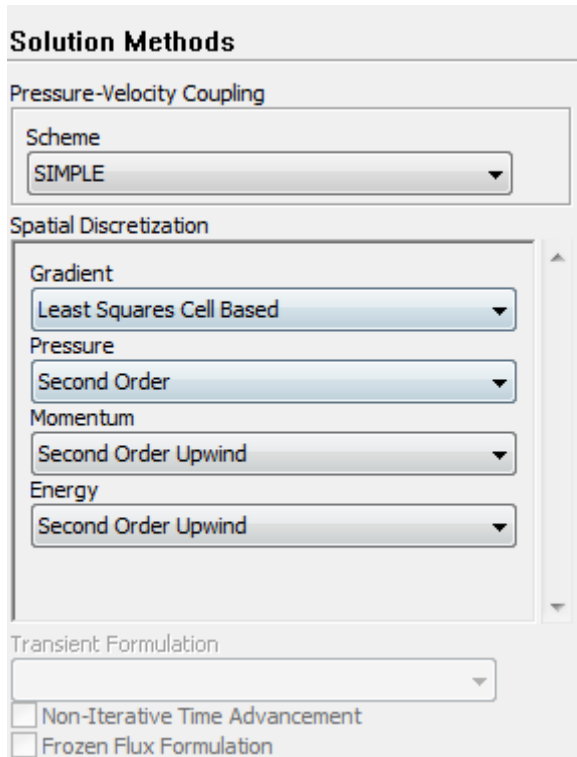 Solution Methods
Pressure-Velocity Coupling
Scheme
SIMPLE
Spatial Discretization
Gradient
Least Squares Cell Based
Pressure
Second Order
Momentum
Second Order Upwind
Energy
Second Order Upwind
Transient Formulation
Non-Iterative Time Advancement
Frozen Flux Formulation